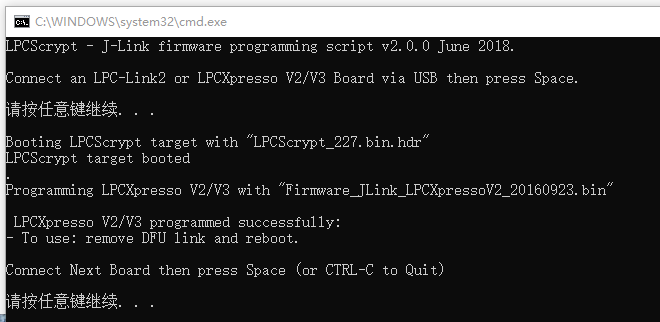 C:\WINDOWS\system32\cmd.exe
LPCScrypt - J-Link firmware programming script v2.0.0 June 2018.
Connect an LPC-Link2 or LPCXpresso V2/V3 Board via USB then press Space.
请按任意键继续. . .
Booting LPCScrypt target with "LPCScrypt_227.bin.hdr"
LPCScrypt target booted
.
Programming LPCXpresso V2/V3 with "Firmware_JLink_LPCXpressoV2_20160923.bin"
LPCXpresso V2/V3 programmed successfully:
- To use: remove DFU link and reboot.
Connect Next Board then press Space (or CTRL-C to Quit)
请按任意键继续. . .